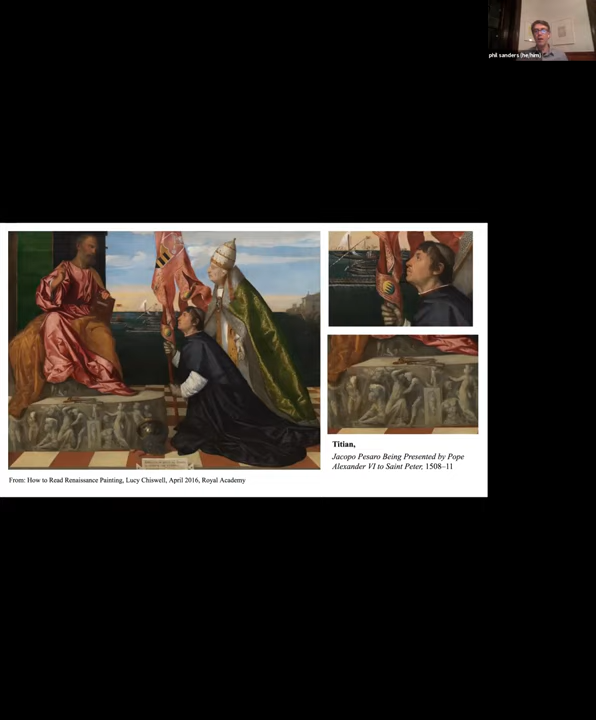 phil sanders (he/him)
Titian,
Jacopo Pesaro Being Presented by Pope
Alexander VI to Saint Peter, 1508–11
From: How to Read Renaissance Painting, Lucy Chiswell, April 2016, Royal Academy